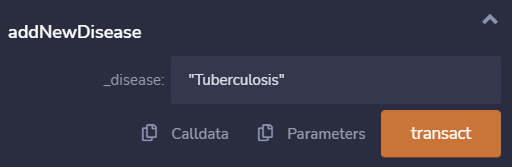 addNewDisease
_disease: "Tuberculosis"
Calldata Parameters transact